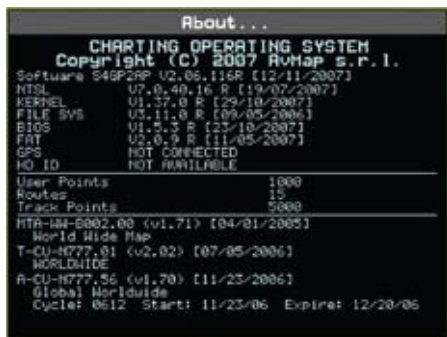 About...
CHARTING OPERATING SYSTEM
Copyright (C) 2007 AvMap s.r.l.
Software S4GP2AP V2.06.116R [12/11/2007]
NTSL V7.0.40.16 R [19/07/2007]
KERNEL V1.37.0 R [29/10/2007]
FILE SYS V3.11.0 R [09/05/2006]
BIOS V1.5.3 R [23/10/2007]
FAT V2.0.9 R [11/05/2007]
GPS NOT CONNECTED
HD ID NOT AVAILABLE
User Points 1000
Routes 15
Track Points 5000
MTA-WW-B002.00 (v1.71) [04/01/2005]
World Wide Map
T-CU-M777.01 (v2.02) [07/05/2006]
WORLDWIDE
A-CU-M777.56 (v1.70) [11/23/2006]
Global Worldwide
Cycle: 0612 Start: 11/23/06 Expire: 12/20/06